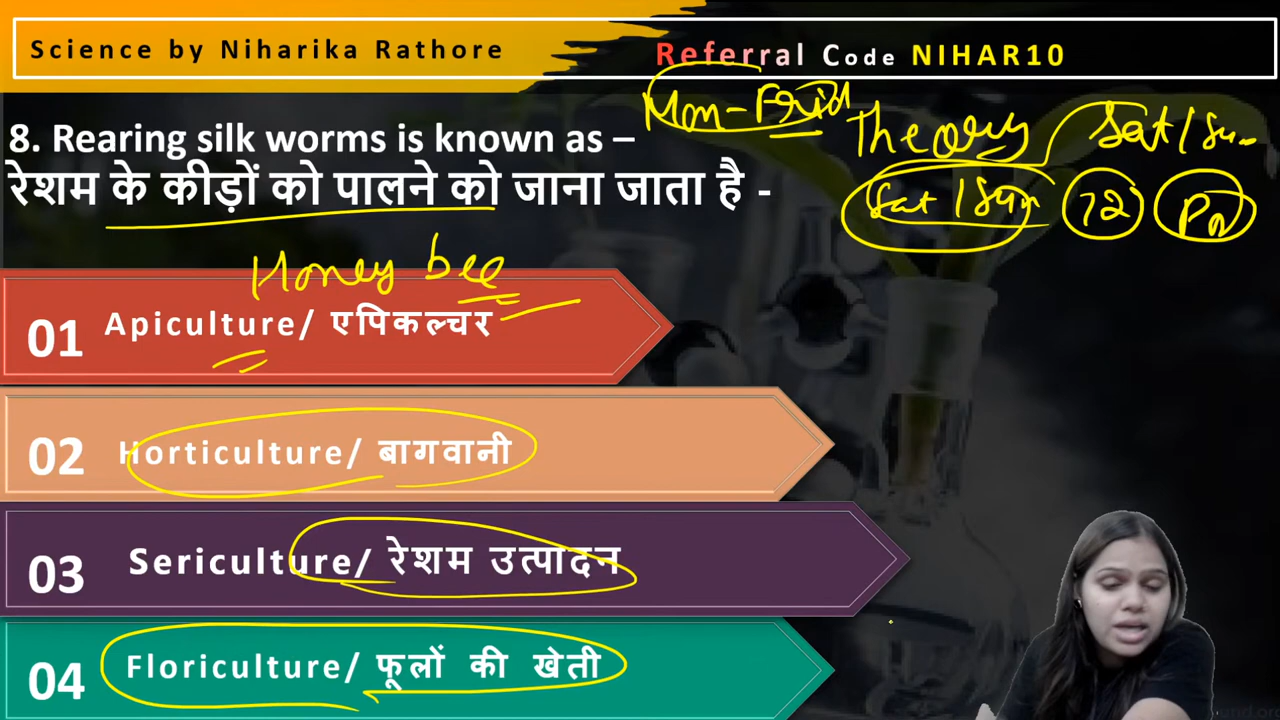 Science by Niharika Rathore
Referral Code NIHAR10
Mon-Frid
Theory Sat/Sun
Sat/Sun 12 PM
8. Rearing silk worms is known as –
रेशम के कीड़ों को पालने को जाना जाता है -
Honey bee
01 Apiculture/ एपिकल्चर
02 Horticulture/ बागवानी
03 Sericulture/ रेशम उत्पादन
04 Floriculture/ फूलों की खेती